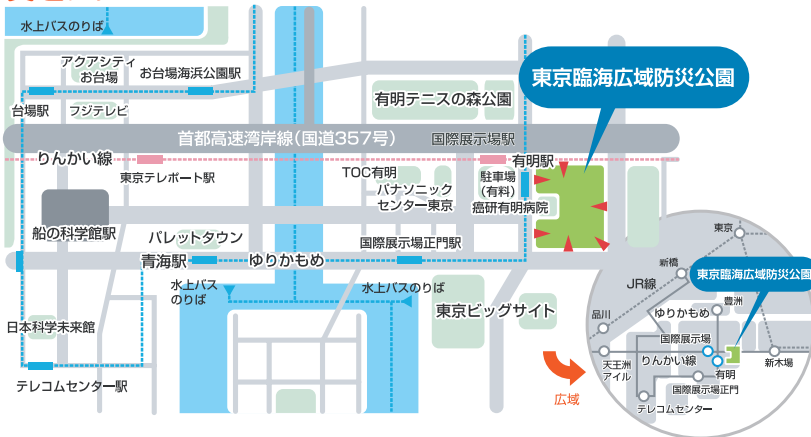 水上バスのりば
アクアシティ
お台場
お台場海浜公園駅
台場駅
フジテレビ
有明テニスの森公園
東京臨海広域防災公園
首都高速湾岸線(国道357号)
国際展示場駅
りんかい線
東京テレポート駅
TOC有明
有明駅
パナソニック
センター東京
駐車場
(有料)
癌研有明病院
船の科学館駅
パレットタウン
青海駅
ゆりかもめ
国際展示場正門駅
水上バス
のりば
水上バスのりば
東京ビッグサイト
日本科学未来館
テレコムセンター駅
広域
東京
新橋
東京臨海広域防災公園
JR線
品川
ゆりかもめ
豊洲
国際展示場
りんかい線
天王洲
アイル
有明
新木場
国際展示場正門
テレコムセンター